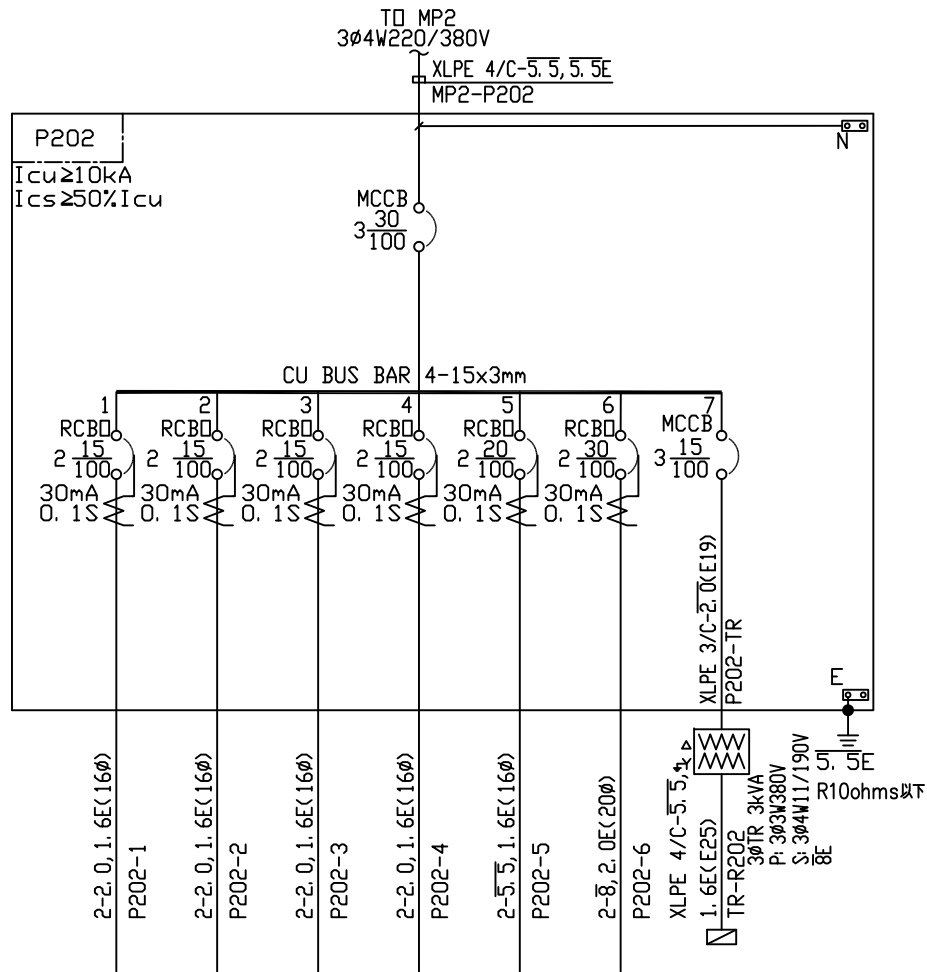 TO MP2
3Ø4W220/380V
XLPE 4/C-5.5,5.5E
MP2-P202
P202
Icu≥10kA
Ics≥50%Icu
N
MCCB
3 30/100
CU BUS BAR 4-15x3mm
1
RCBO
2 15/100
30mA
0.1S
2
RCBO
2 15/100
30mA
0.1S
3
RCBO
2 15/100
30mA
0.1S
4
RCBO
2 15/100
30mA
0.1S
5
RCBO
2 20/100
30mA
0.1S
6
RCBO
2 30/100
30mA
0.1S
7
MCCB
3 15/100
XLPE 3/C-2.0(E19)
P202-TR
E
5.5E
R10ohms以下
2-2.0,1.6E(16Ø)
P202-1
2-2.0,1.6E(16Ø)
P202-2
2-2.0,1.6E(16Ø)
P202-3
2-2.0,1.6E(16Ø)
P202-4
2-5.5,1.6E(16Ø)
P202-5
2-8,2.0E(20Ø)
P202-6
Δ
Y
XLPE 4/C-5.5,
1.6E(E25)
TR-R202
3ØTR 3kVA
P:3Ø3W380V
S:3Ø4W11/190V
8E